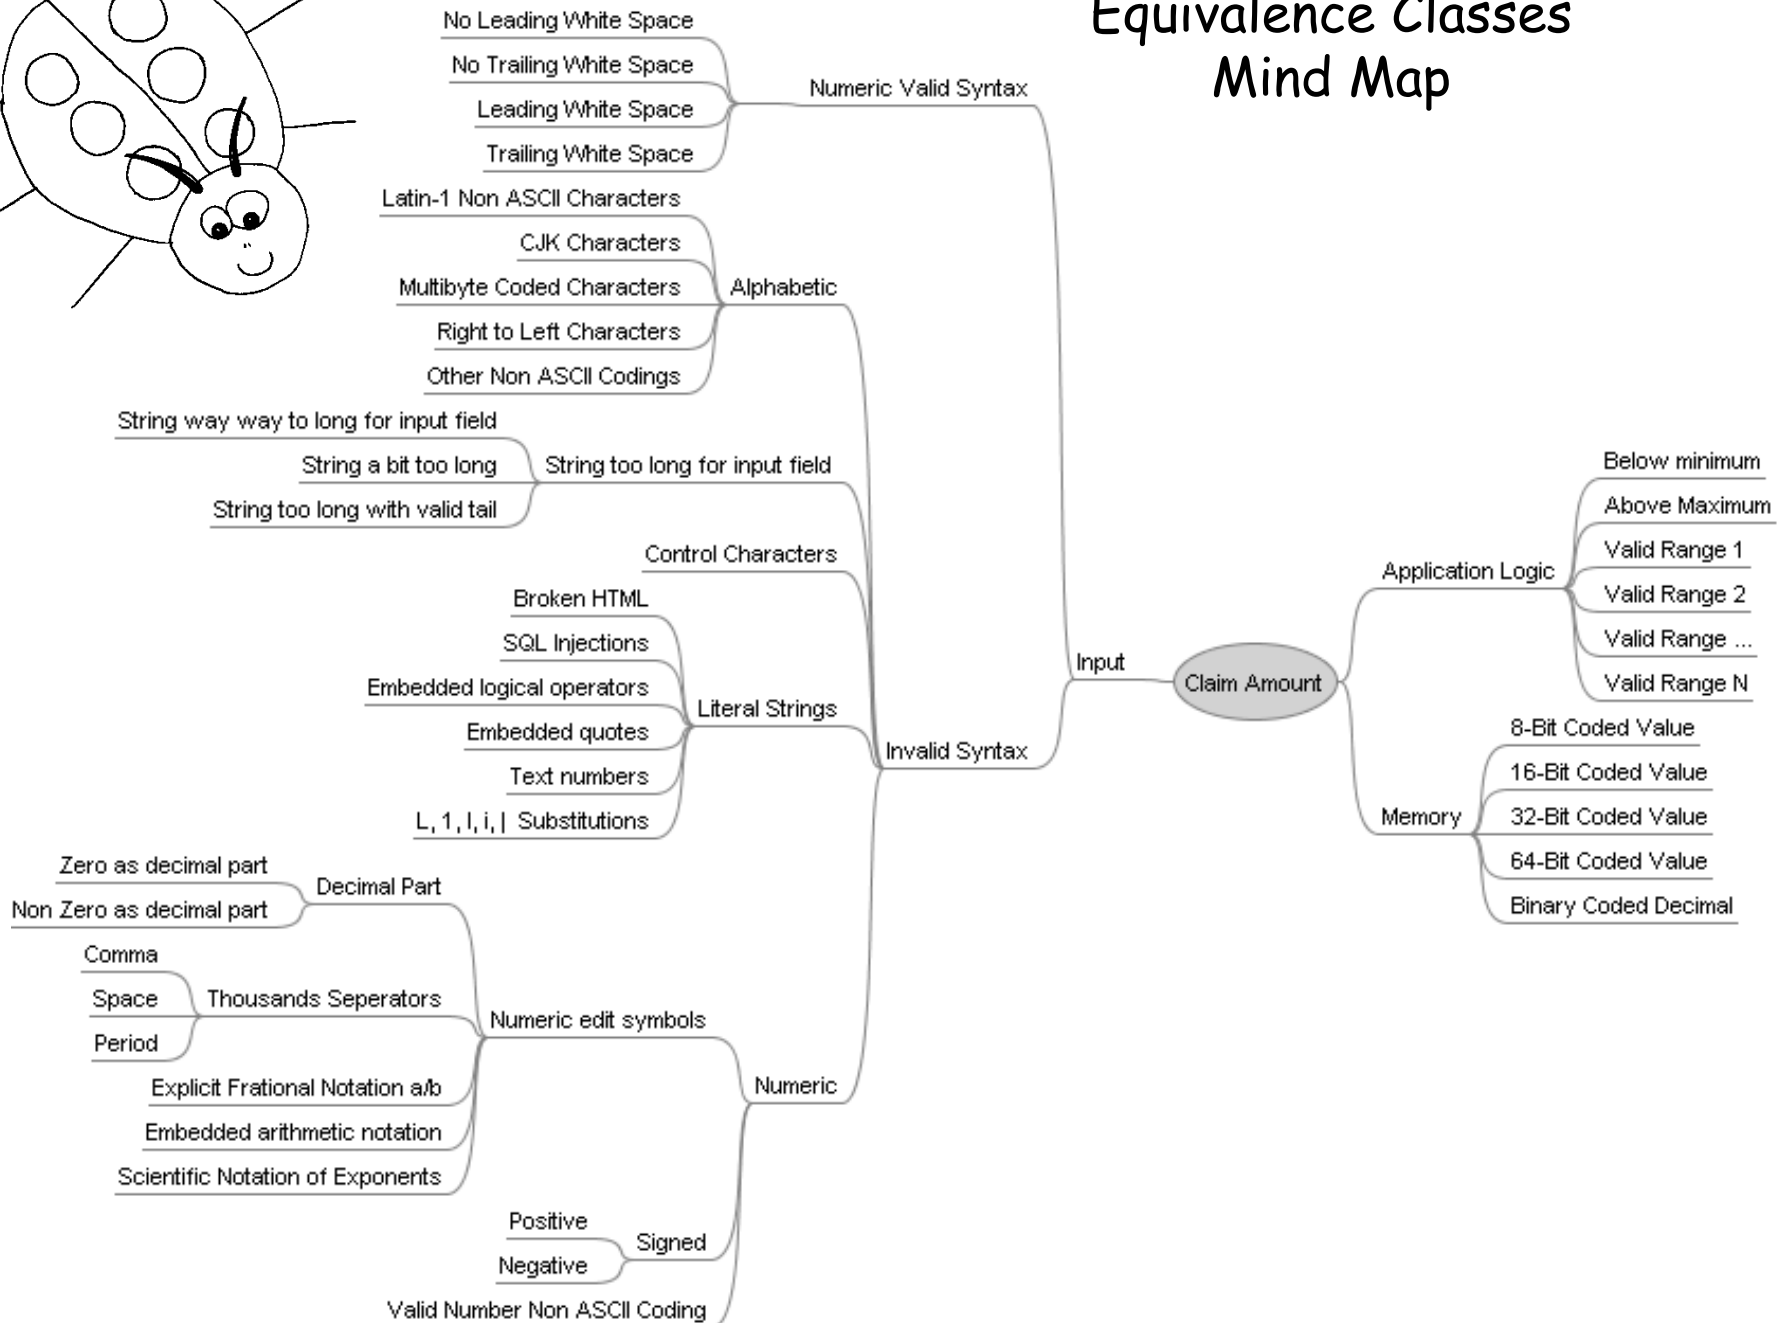 Equivalence Classes
Mind Map
No Leading White Space
No Trailing White Space
Leading White Space
Trailing White Space
Numeric Valid Syntax
Latin-1 Non ASCII Characters
CJK Characters
Multibyte Coded Characters
Right to Left Characters
Other Non ASCII Codings
Alphabetic
String way way to long for input field
String a bit too long
String too long with valid tail
String too long for input field
Control Characters
Broken HTML
SQL Injections
Embedded logical operators
Embedded quotes
Text numbers
L, 1, I, i, | Substitutions
Literal Strings
Invalid Syntax
Input
Claim Amount
Zero as decimal part
Non Zero as decimal part
Decimal Part
Comma
Space
Period
Thousands Seperators
Explicit Frational Notation a/b
Embedded arithmetic notation
Scientific Notation of Exponents
Numeric edit symbols
Numeric
Positive
Negative
Signed
Valid Number Non ASCII Coding
Application Logic
Below minimum
Above Maximum
Valid Range 1
Valid Range 2
Valid Range ...
Valid Range N
Memory
8-Bit Coded Value
16-Bit Coded Value
32-Bit Coded Value
64-Bit Coded Value
Binary Coded Decimal